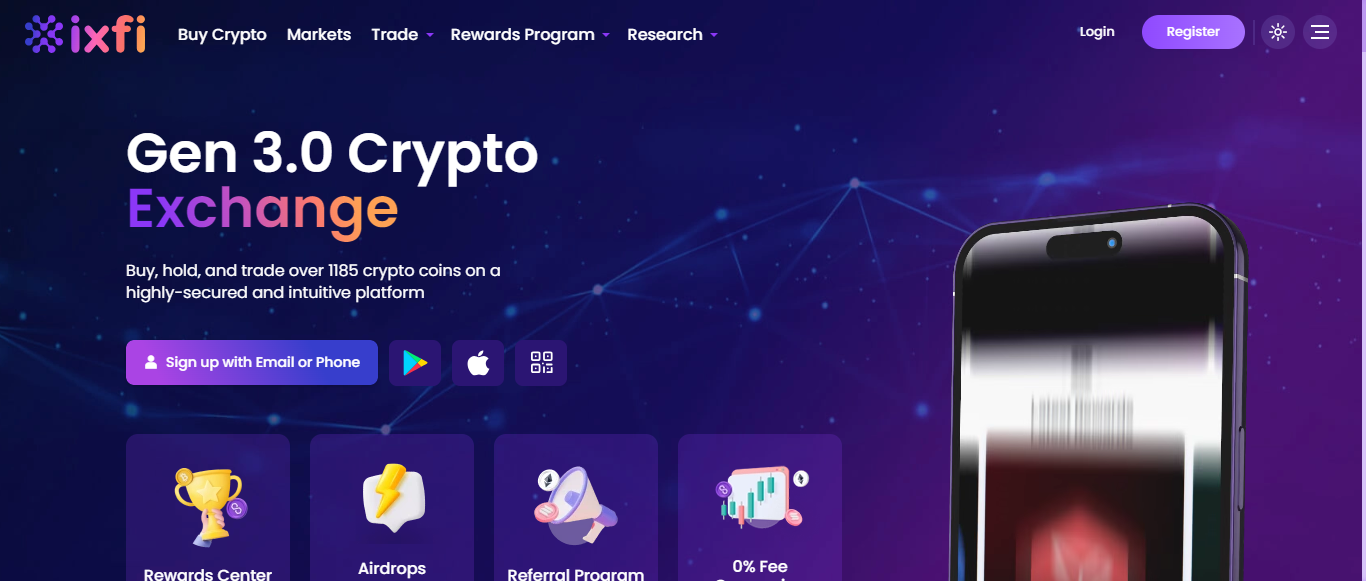 ixfi
Buy Crypto Markets Trade Rewards Program Research
Login Register
Gen 3.0 Crypto
Exchange
Buy, hold, and trade over 1185 crypto coins on a
highly-secured and intuitive platform
Sign up with Email or Phone
Rewards Center
Airdrops
Referral Program
0% Fee